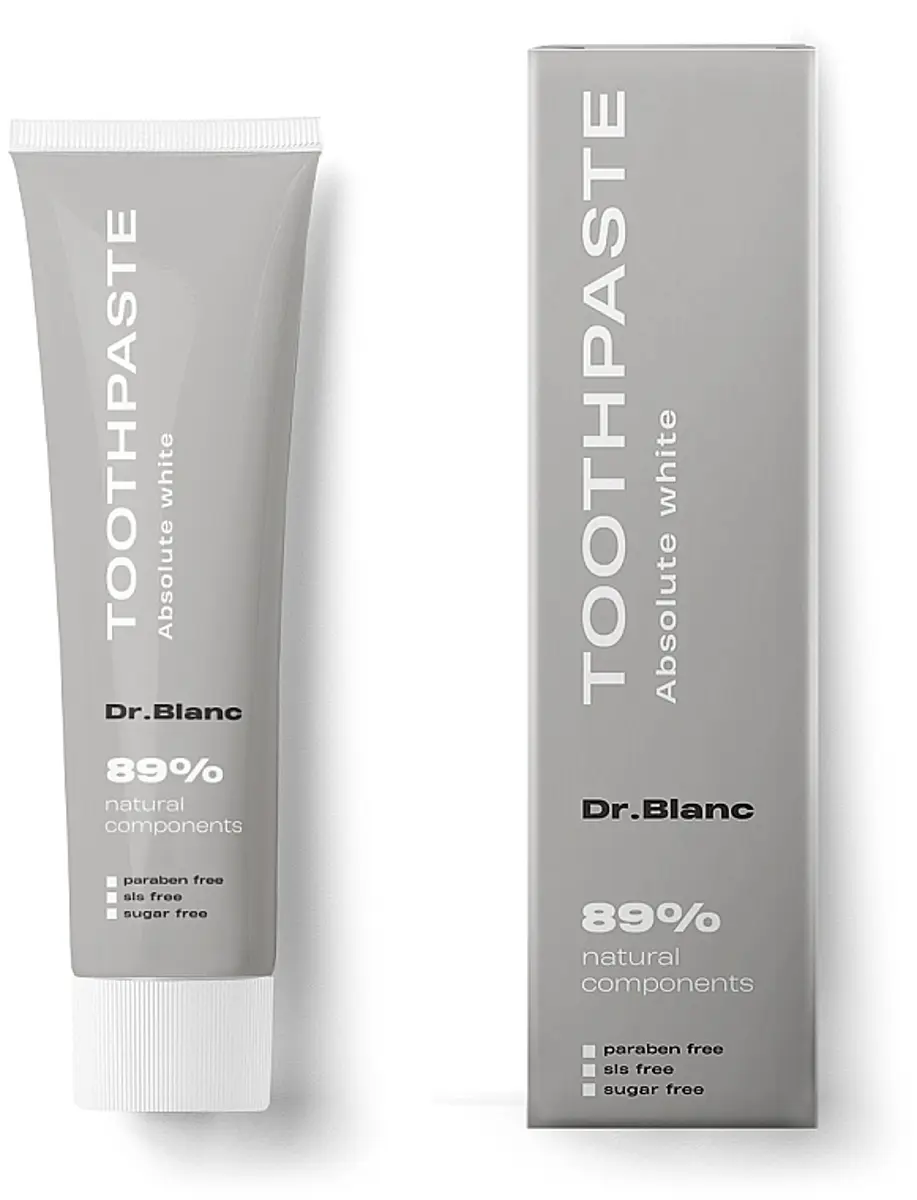 TOOTHPASTE
Absolute white
Dr.Blanc
89%
natural
components
paraben free
sls free
sugar free
TOOTHPASTE
Absolute white
Dr.Blanc
89%
natural
components
paraben free
sls free
sugar free